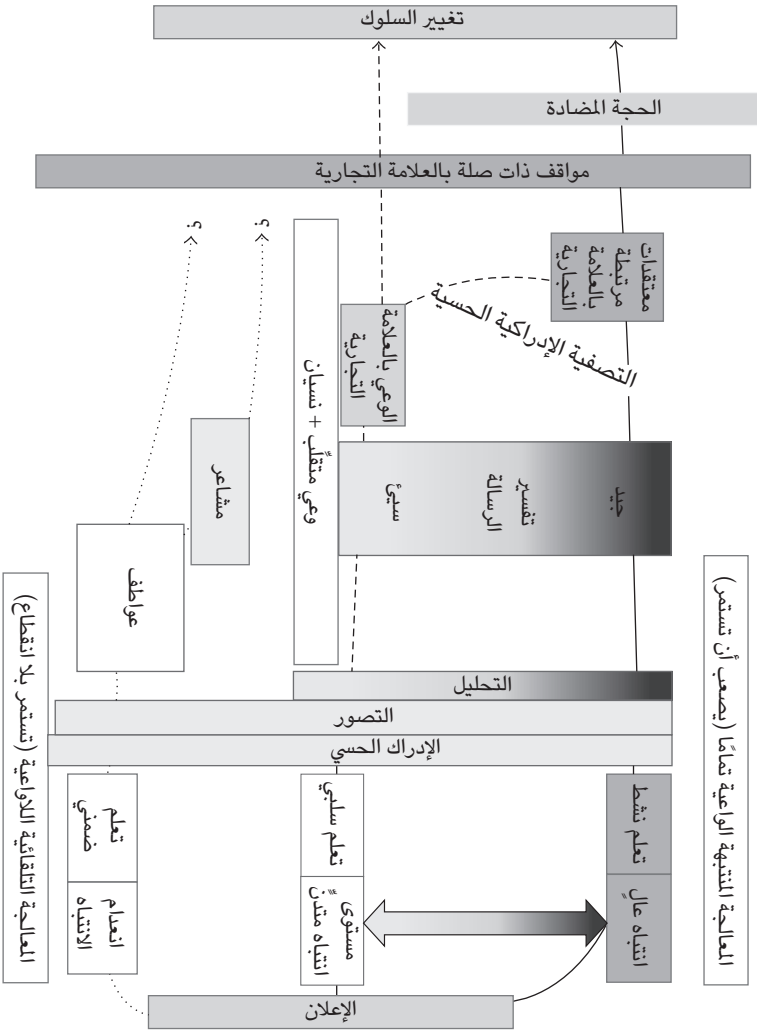 تغيير السلوك
الحجة المضادة
مواقف ذات صلة بالعلامة التجارية
معتقدات
مرتبطة
بالعلامة
التجارية
التصفية الإدراكية الحسية
الوعي بالعلامة
التجارية
؟
؟
وعي متقلِّب + نسيان
مشاعر
عواطف
جيد
تفسير
الرسالة
سيئ
التحليل
التصور
الإدراك الحسي
تعلم نشط
انتباه عالٍ
تعلم سلبي
مستوىً
انتباه متدنٍّ
تعلم
ضمني
انعدام
الانتباه
الإعلان
المعالجة المنتبهة الواعية تمامًا (يصعب أن تستمر)
المعالجة التلقائية اللاواعية (تستمر بلا انقطاع)